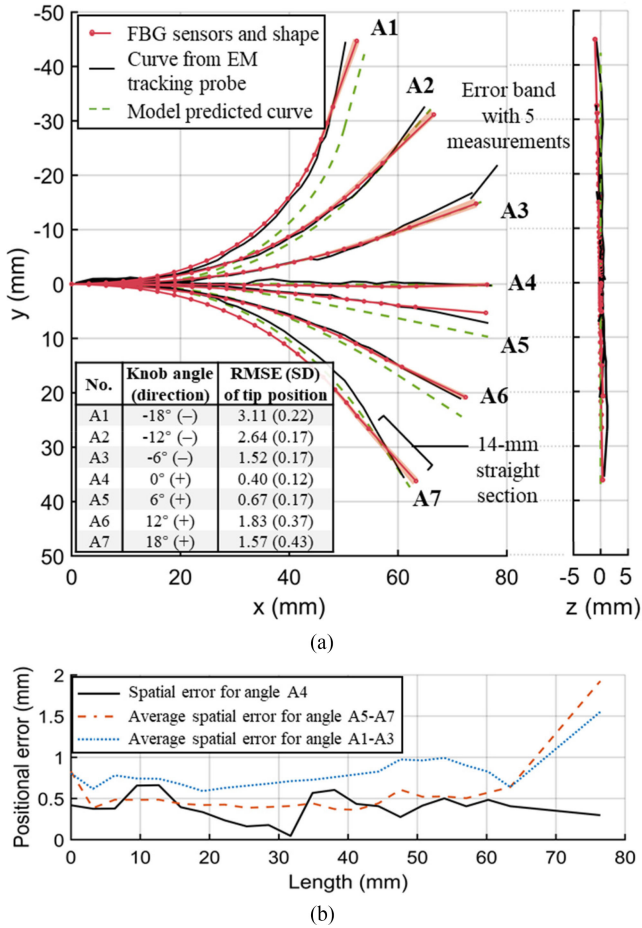 (a)
FBG sensors and shape
Curve from EM
tracking probe
Model predicted curve
A1
A2
Error band
with 5
measurements
A3
A4
A5
A6
A7
14-mm
straight
section
-50
-40
-30
-20
-10
0
10
20
30
40
50
y (mm)
No. Knob angle (direction) RMSE (SD) of tip position
A1 -18° (–) 3.11 (0.22)
A2 -12° (–) 2.64 (0.17)
A3 -6° (–) 1.52 (0.17)
A4 0° (+) 0.40 (0.12)
A5 6° (+) 0.67 (0.17)
A6 12° (+) 1.83 (0.37)
A7 18° (+) 1.57 (0.43)
0 20 40 60 80
x (mm)
-5 0 5
z (mm)
(a)
Positional error (mm)
2
1.5
1
0.5
0
Spatial error for angle A4
Average spatial error for angle A5-A7
Average spatial error for angle A1-A3
0 10 20 30 40 50 60 70 80
Length (mm)
(b)